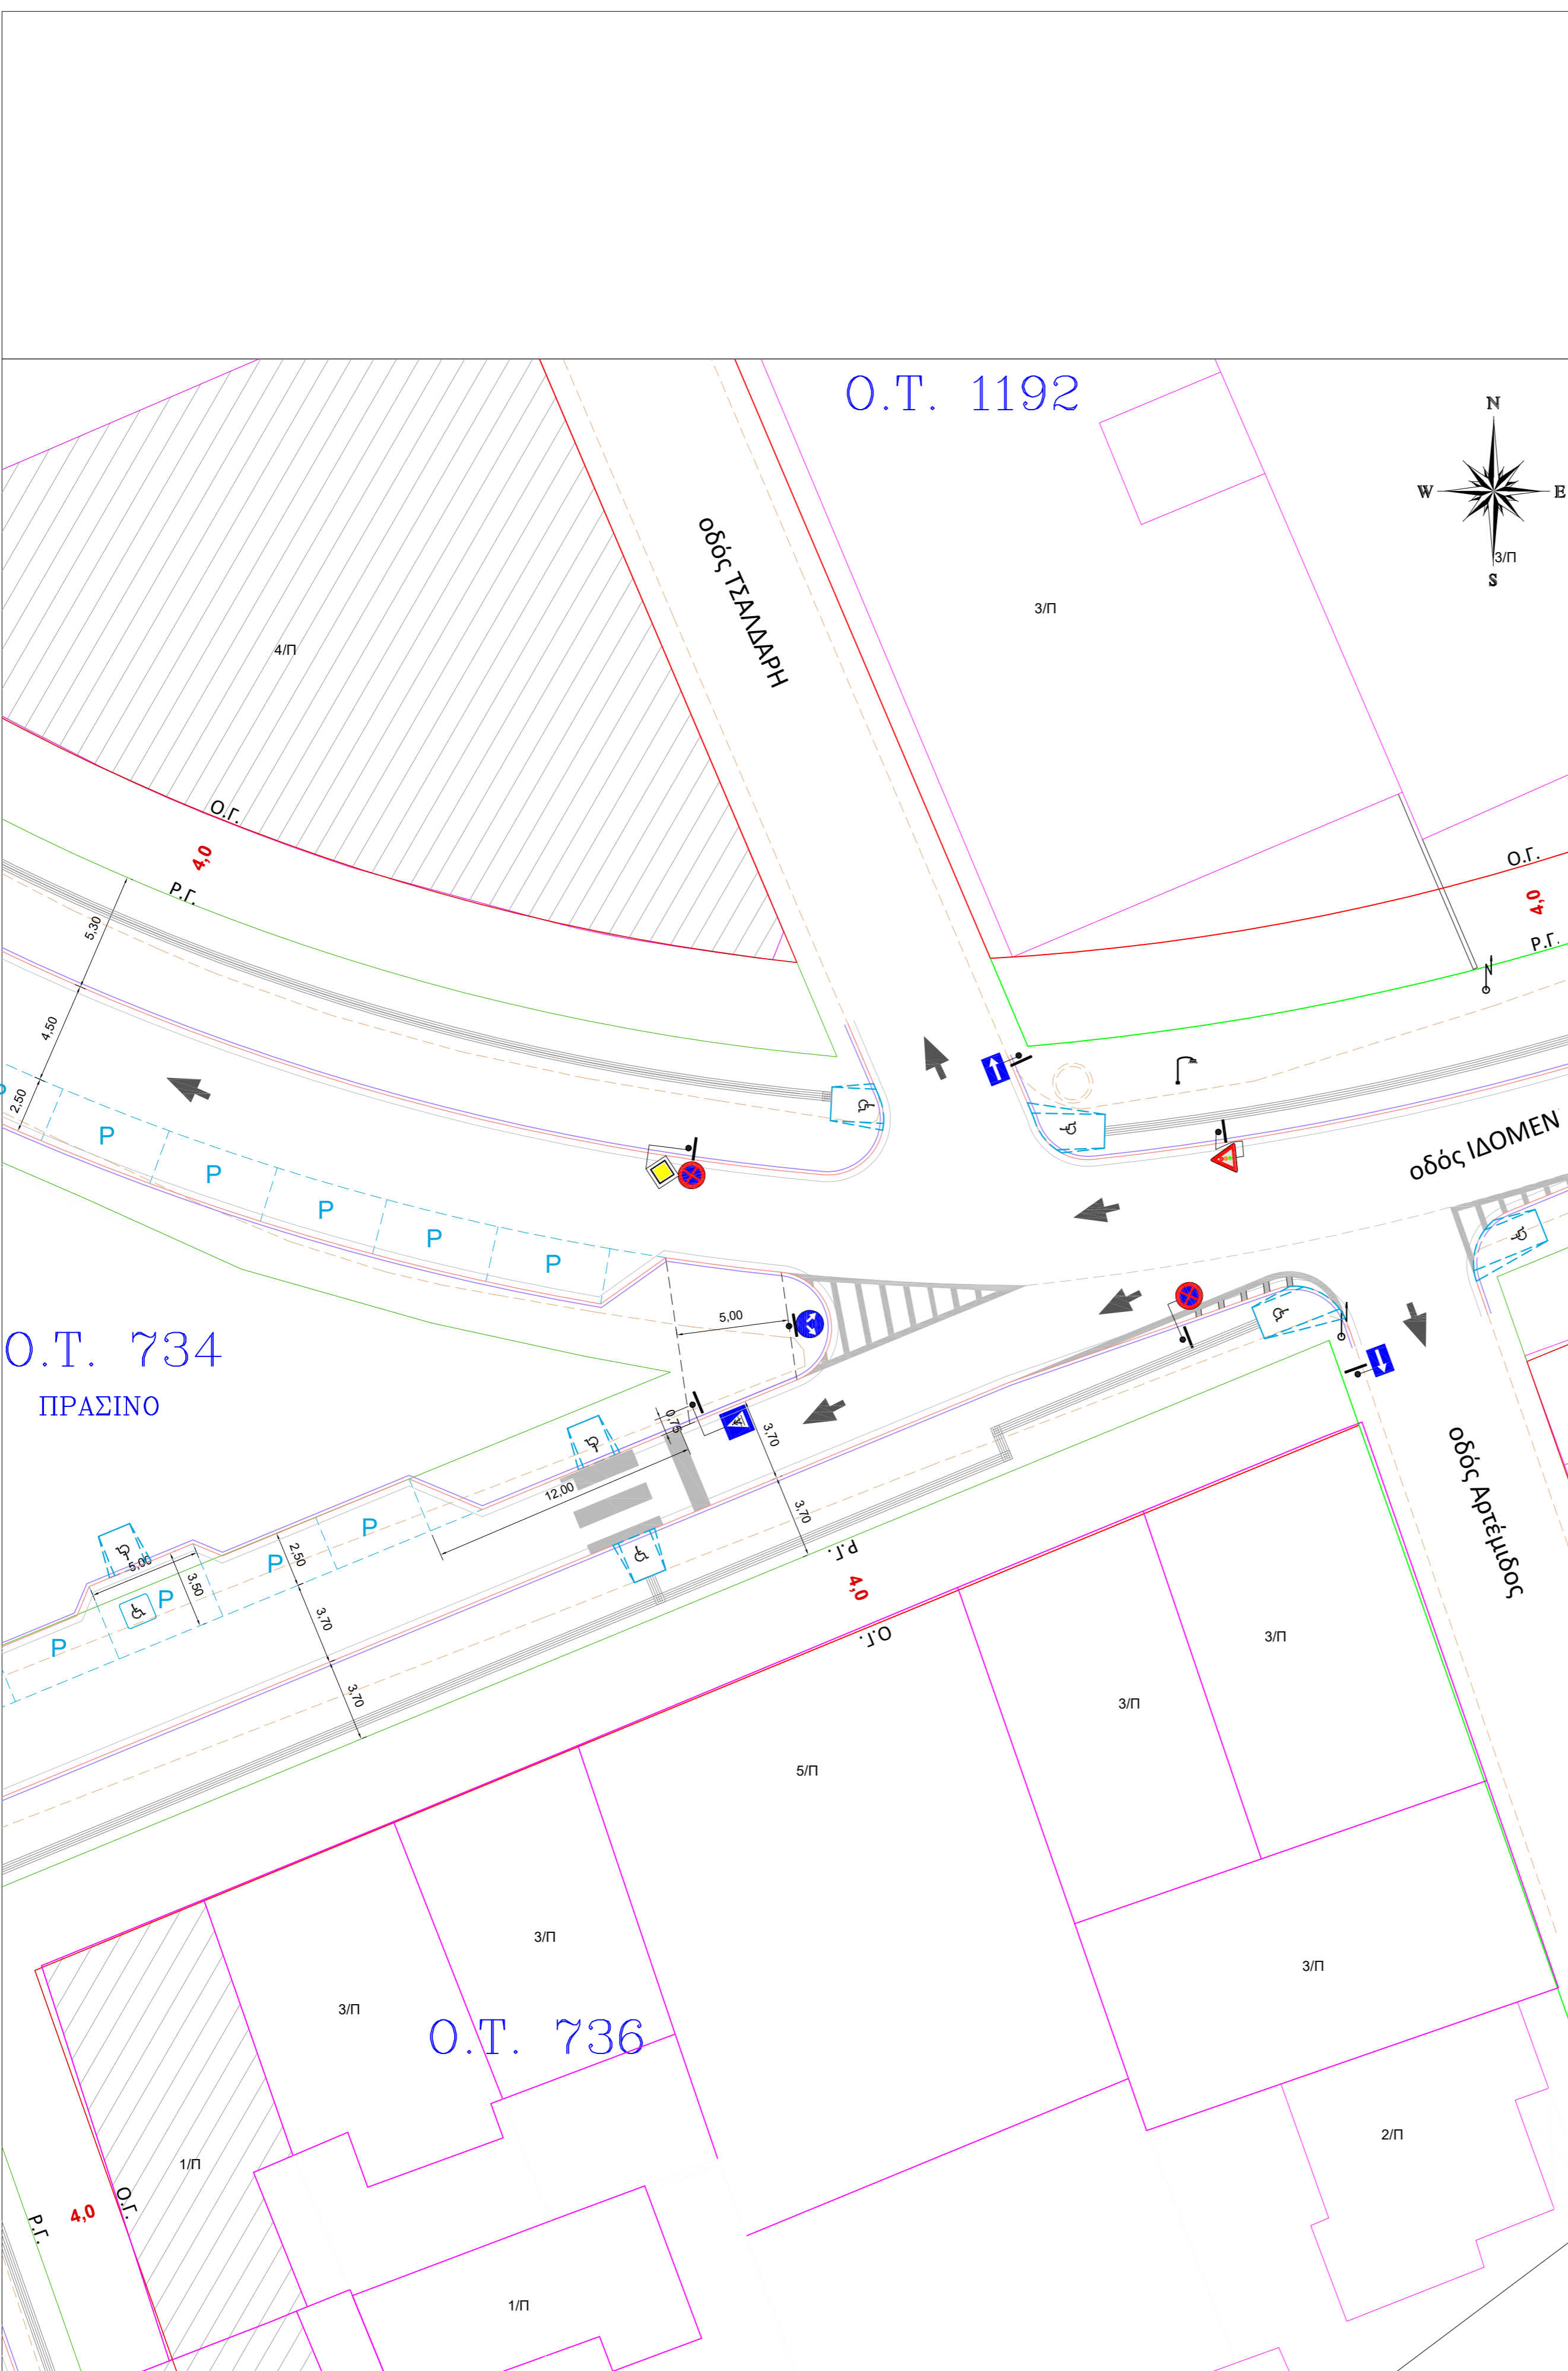 Ο.Τ. 1192
N
W
E
3/Π
S
οδός ΤΣΑΛΔΑΡΗ
3/Π
4/Π
Ο.Γ.
4,0
Ρ.Γ.
Ο.Γ.
4,0
Ρ.Γ.
5,30
4,50
2,50
P
P
P
P
P
P
οδός ΙΔΟΜΕΝ
5,00
Ο.Τ. 734
ΠΡΑΣΙΝΟ
0,75
3,70
3,70
12,00
οδός Αρτέμιδος
P
P
P
P
2,50
5,00
3,50
3,70
3,70
Ρ.Γ.
4,0
Ο.Γ.
3/Π
3/Π
5/Π
3/Π
3/Π
3/Π
Ο.Τ. 736
2/Π
1/Π
Ο.Γ.
4,0
Ρ.Γ.
1/Π